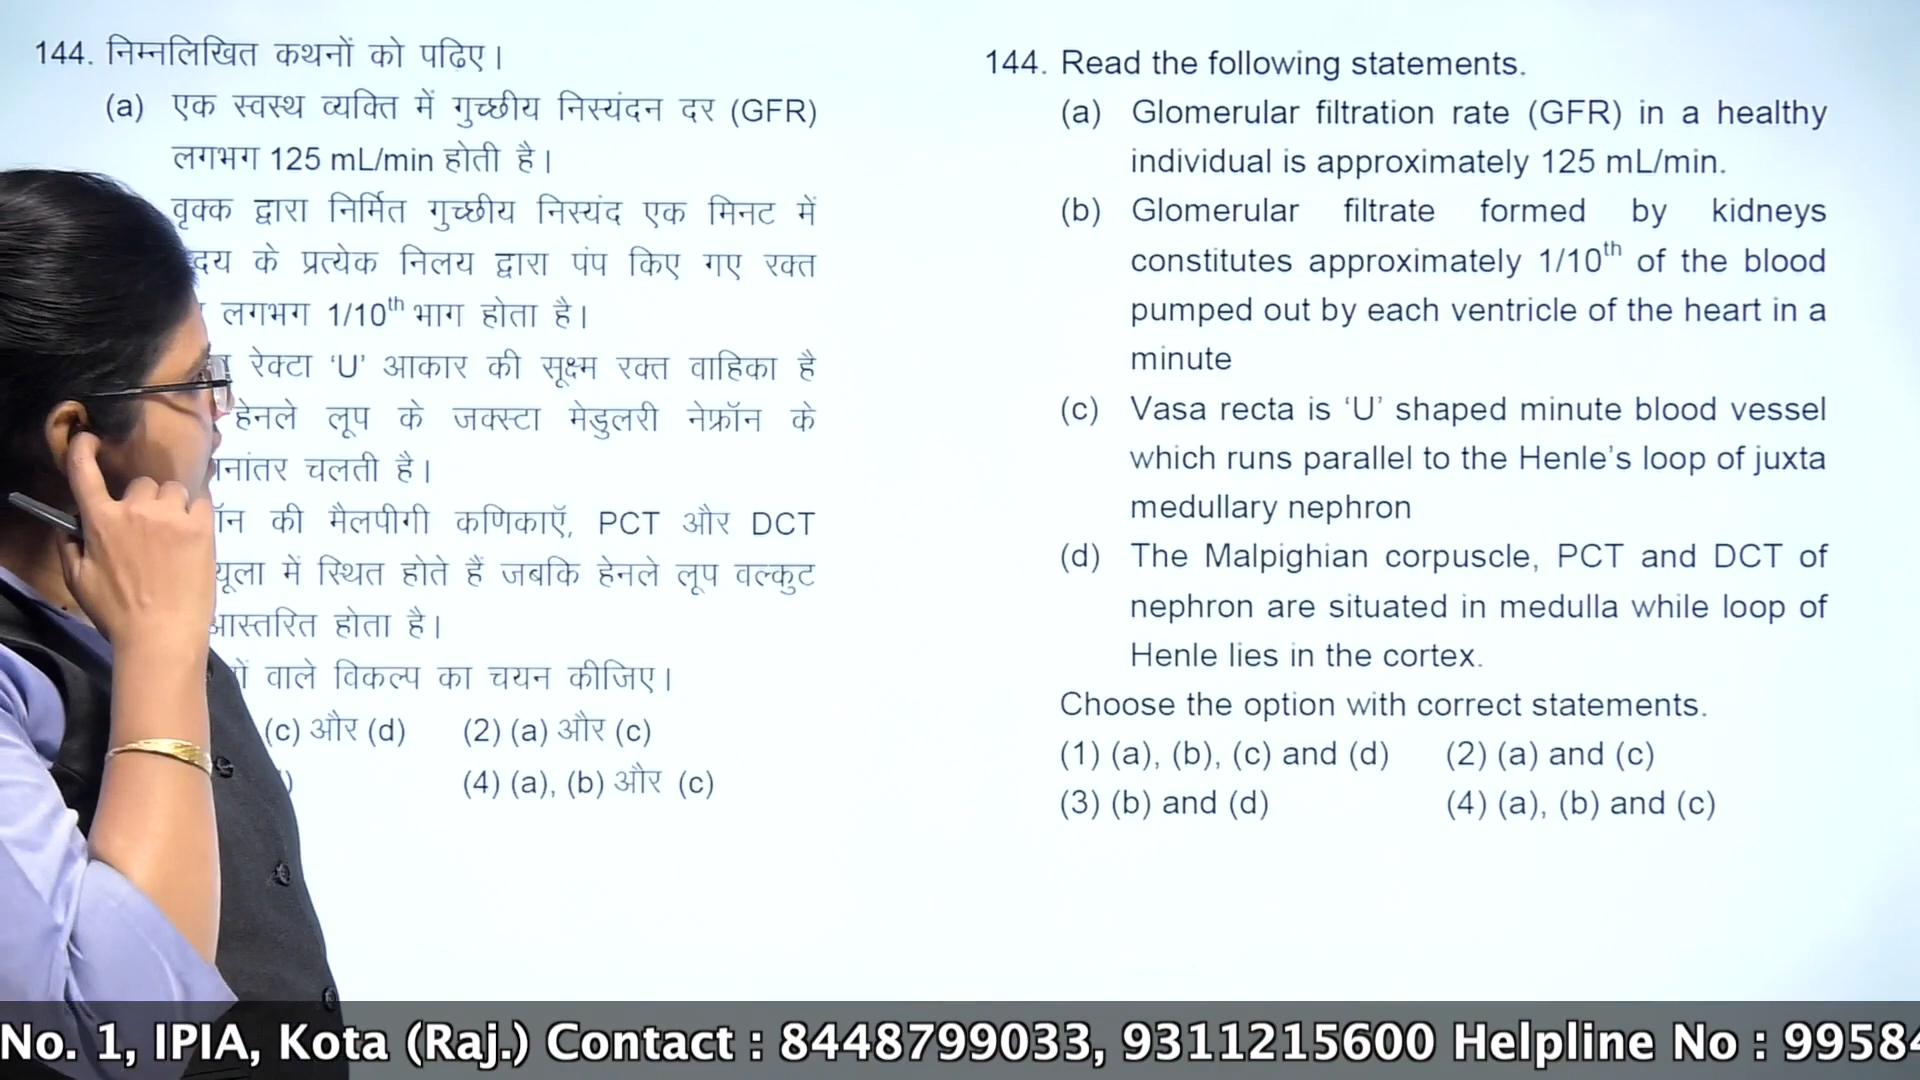 144. निम्नलिखित कथनों को पढिए।
(a) एक स्वस्थ व्यक्ति में गुच्छीय निस्यंदन दर (GFR)
लगभग 125 mL/min होती है।
वृक्क द्वारा निर्मित गुच्छीय निस्यंद एक मिनट में
दय के प्रत्येक निलय द्वारा पंप किए गए रक्त
लगभग 1/10th भाग होता है।
रेक्टा ‘U’ आकार की सूक्ष्म रक्त वाहिका है
हेनले लूप के जक्स्टा मेडुलरी नेफ्रॉन के
नांतर चलती है।
की मैलपीगी कणिकाएँ, PCT और DCT
में स्थित होते हैं जबकि हेनले लूप वल्कुट
आस्तरित होता है।
वाले विकल्प का चयन कीजिए।
(c) और (d) (2) (a) और (c)
(4) (a), (b) और (c)
144. Read the following statements.
(a) Glomerular filtration rate (GFR) in a healthy
individual is approximately 125 mL/min.
(b) Glomerular filtrate formed by kidneys
constitutes approximately 1/10th of the blood
pumped out by each ventricle of the heart in a
minute
(c) Vasa recta is ‘U’ shaped minute blood vessel
which runs parallel to the Henle’s loop of juxta
medullary nephron
(d) The Malpighian corpuscle, PCT and DCT of
nephron are situated in medulla while loop of
Henle lies in the cortex.
Choose the option with correct statements.
(1) (a), (b), (c) and (d) (2) (a) and (c)
(3) (b) and (d) (4) (a), (b) and (c)
No. 1, IPIA, Kota (Raj.) Contact : 8448799033, 9311215600 Helpline No : 9958